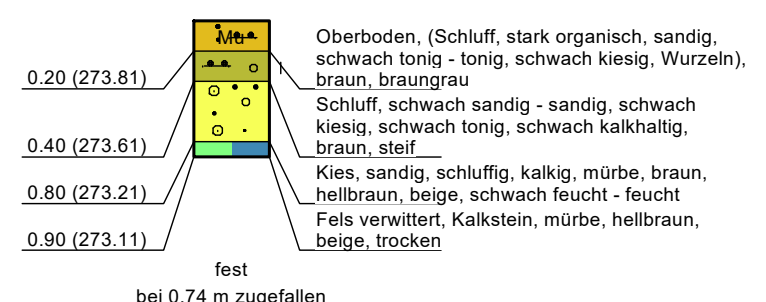 Mu
0.20 (273.81)
Oberboden, (Schluff, stark organisch, sandig,
schwach tonig - tonig, schwach kiesig, Wurzeln),
braun, braungrau
0.40 (273.61)
Schluff, schwach sandig - sandig, schwach
kiesig, schwach tonig, schwach kalkhaltig,
braun, steif
0.80 (273.21)
Kies, sandig, schluffig, kalkig, mürbe, braun,
hellbraun, beige, schwach feucht - feucht
0.90 (273.11)
Fels verwittert, Kalkstein, mürbe, hellbraun,
beige, trocken
fest
bei 0.74 m zugefallen